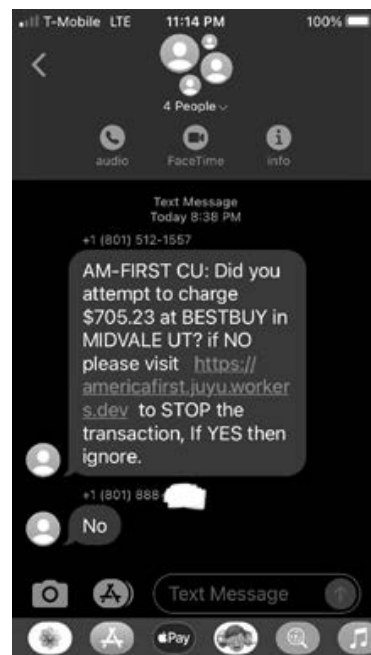 T-Mobile LTE 11:14 PM 100%
4 People
audio FaceTime info
Text Message
Today 8:38 PM
+1 (801) 512-1557
AM-FIRST CU: Did you
attempt to charge
$705.23 at BESTBUY in
MIDVALE UT? if NO
please visit https://
americafirst.juyu.worker
s.dev to STOP the
transaction, If YES then
ignore.
+1 (801) 888-
No
Text Message
Pay